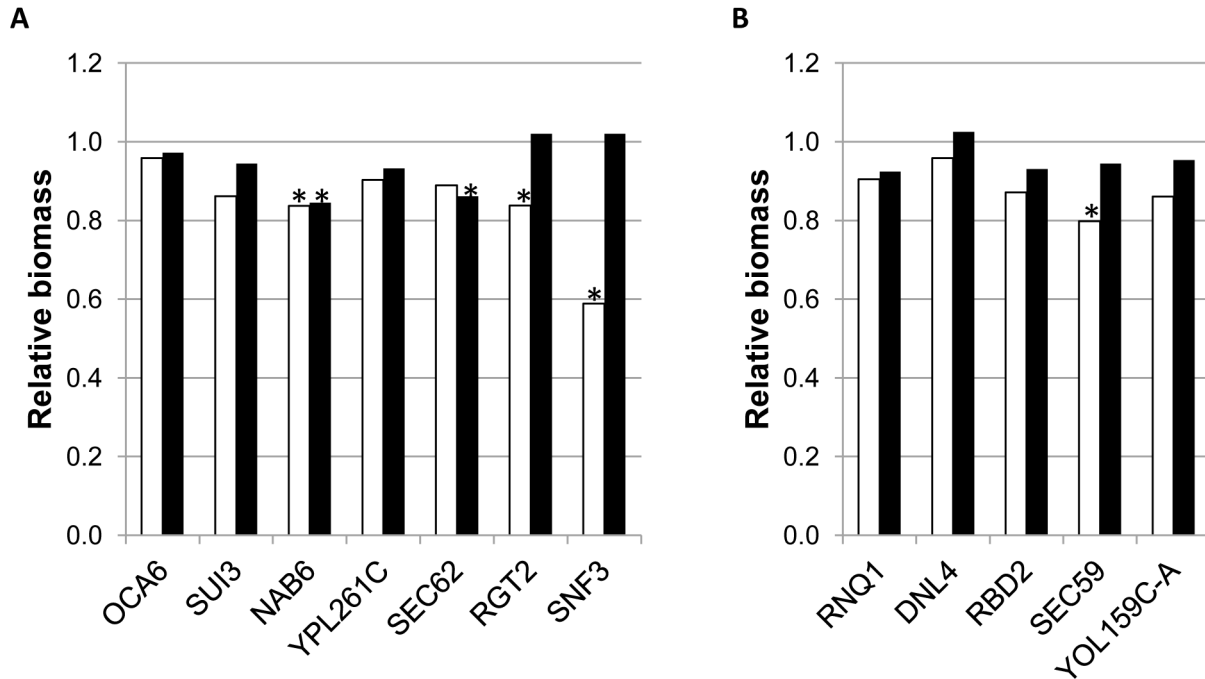 A
Relative biomass
1.2
1.0
0.8
0.6
0.4
0.2
0.0
* *
*
*
*
OCA6
SUI3
NAB6
YPL261C
SEC62
RGT2
SNF3
B
Relative biomass
1.2
1.0
0.8
0.6
0.4
0.2
0.0
*
RNQ1
DNL4
RBD2
SEC59
YOL159C-A